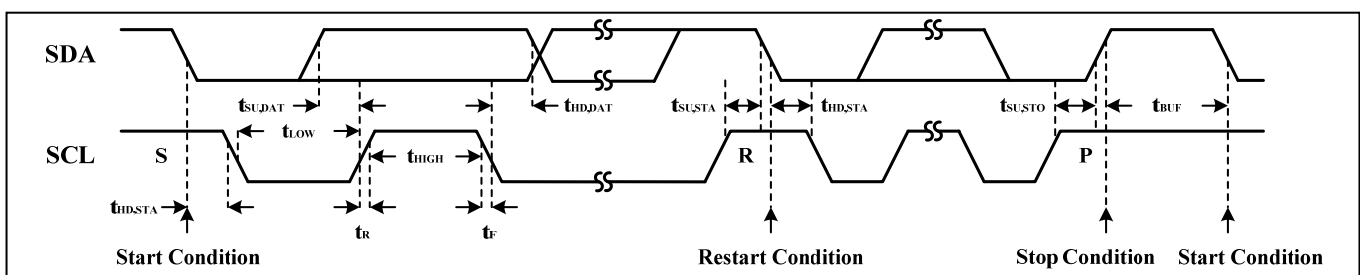 SDA
tSU,DAT tHD,DAT tSU,STA tHD,STA tSU,STO tBUF
tLOW
SCL S tHIGH R P
tHD,STA
tR tF
Start Condition Restart Condition Stop Condition Start Condition